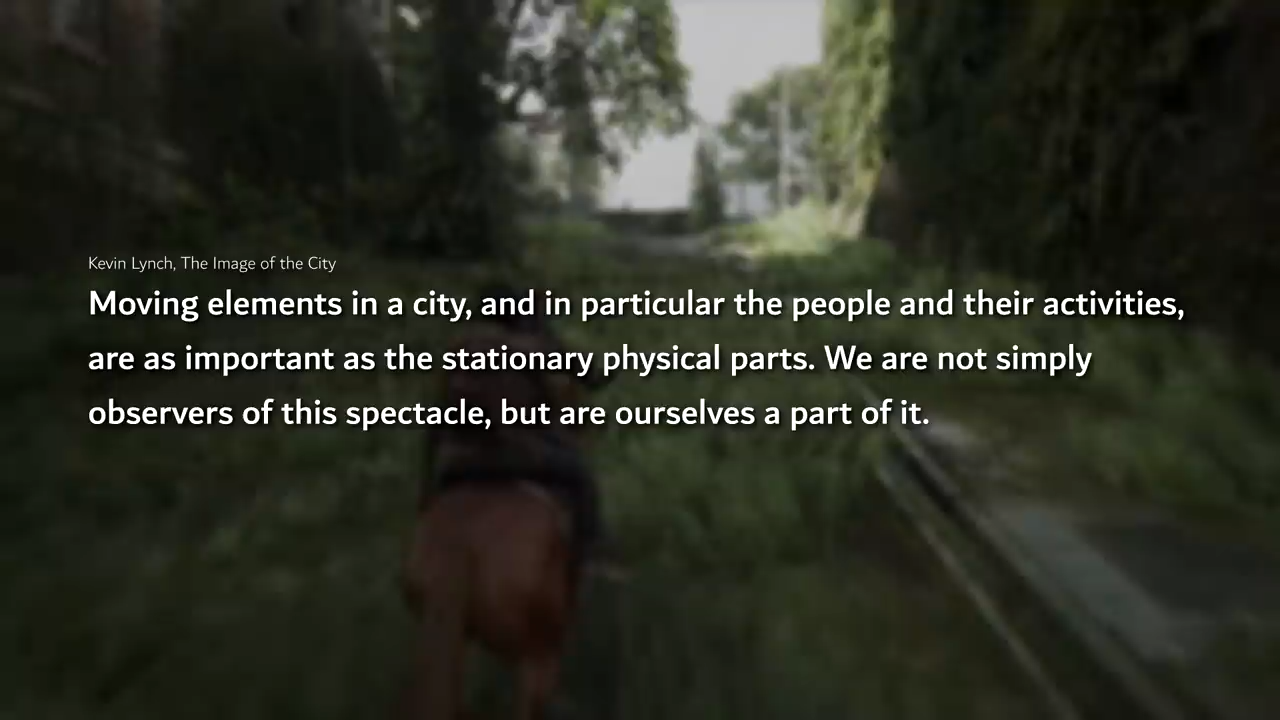 Kevin Lynch, The Image of the City
Moving elements in a city, and in particular the people and their activities,
are as important as the stationary physical parts. We are not simply
observers of this spectacle, but are ourselves a part of it.